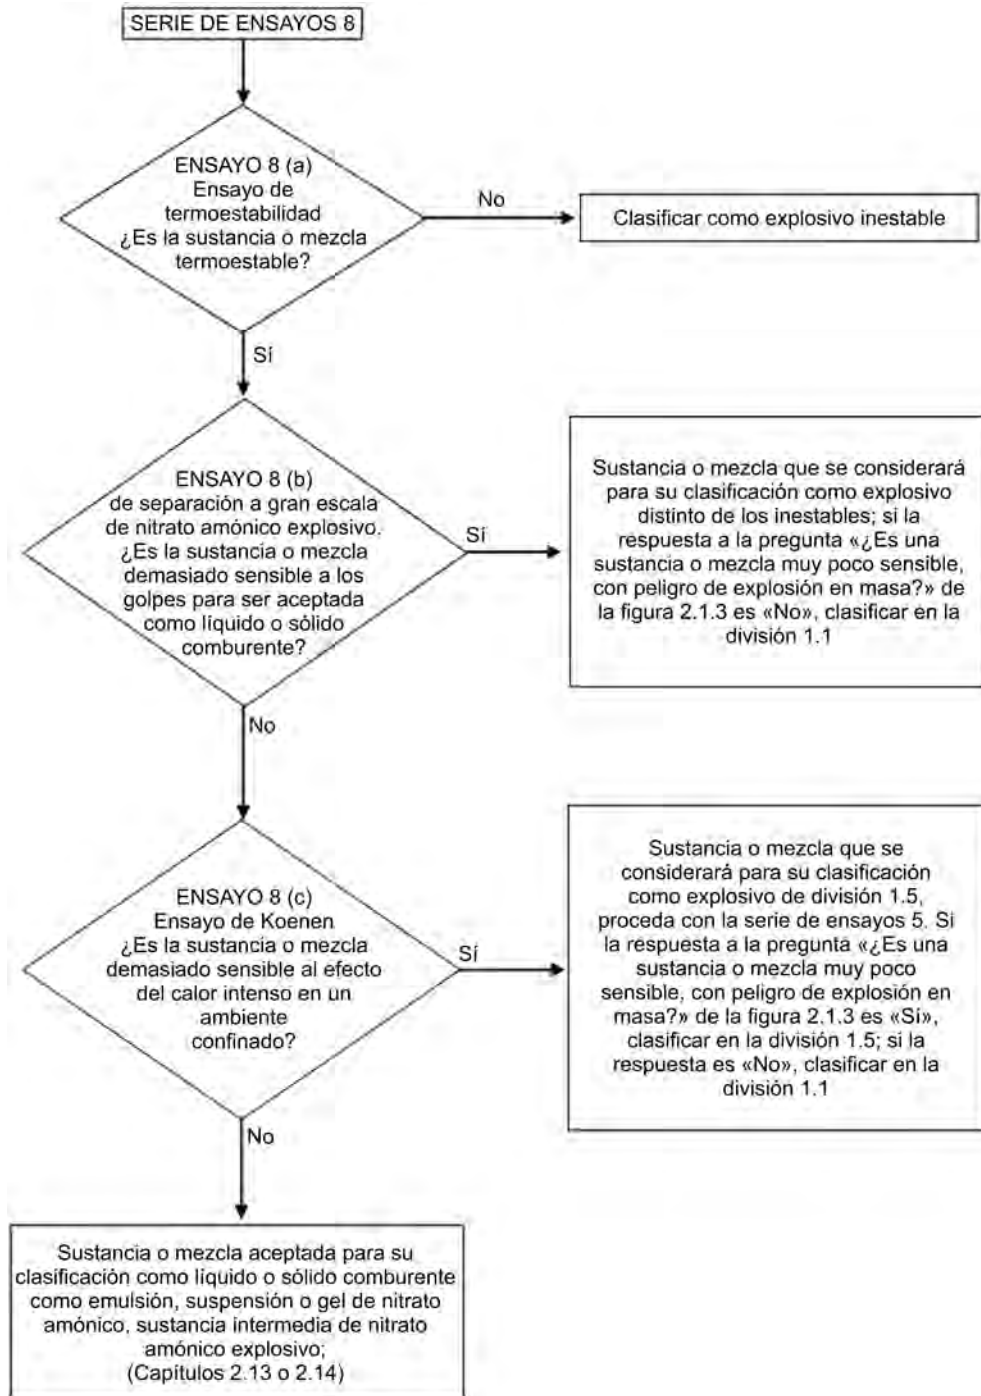 SERIE DE ENSAYOS 8
ENSAYO 8 (a)
Ensayo de
termoestabilidad
¿Es la sustancia o mezcla
termoestable?
No
Clasificar como explosivo inestable
Sí
ENSAYO 8 (b)
de separación a gran escala
de nitrato amónico explosivo.
¿Es la sustancia o mezcla
demasiado sensible a los
golpes para ser aceptada
como líquido o sólido
comburente?
Sí
Sustancia o mezcla que se considerará
para su clasificación como explosivo
distinto de los inestables; si la
respuesta a la pregunta «¿Es una
sustancia o mezcla muy poco sensible,
con peligro de explosión en masa?» de
la figura 2.1.3 es «No», clasificar en la
división 1.1
No
ENSAYO 8 (c)
Ensayo de Koenen
¿Es la sustancia o mezcla
demasiado sensible al efecto
del calor intenso en un
ambiente
confinado?
Sí
Sustancia o mezcla que se
considerará para su clasificación
como explosivo de división 1.5,
proceda con la serie de ensayos 5. Si
la respuesta a la pregunta «¿Es una
sustancia o mezcla muy poco
sensible, con peligro de explosión en
masa?» de la figura 2.1.3 es «Sí»,
clasificar en la división 1.5; si la
respuesta es «No», clasificar en la
división 1.1
No
Sustancia o mezcla aceptada para su
clasificación como líquido o sólido comburente
como emulsión, suspensión o gel de nitrato
amónico, sustancia intermedia de nitrato
amónico explosivo;
(Capítulos 2.13 o 2.14)